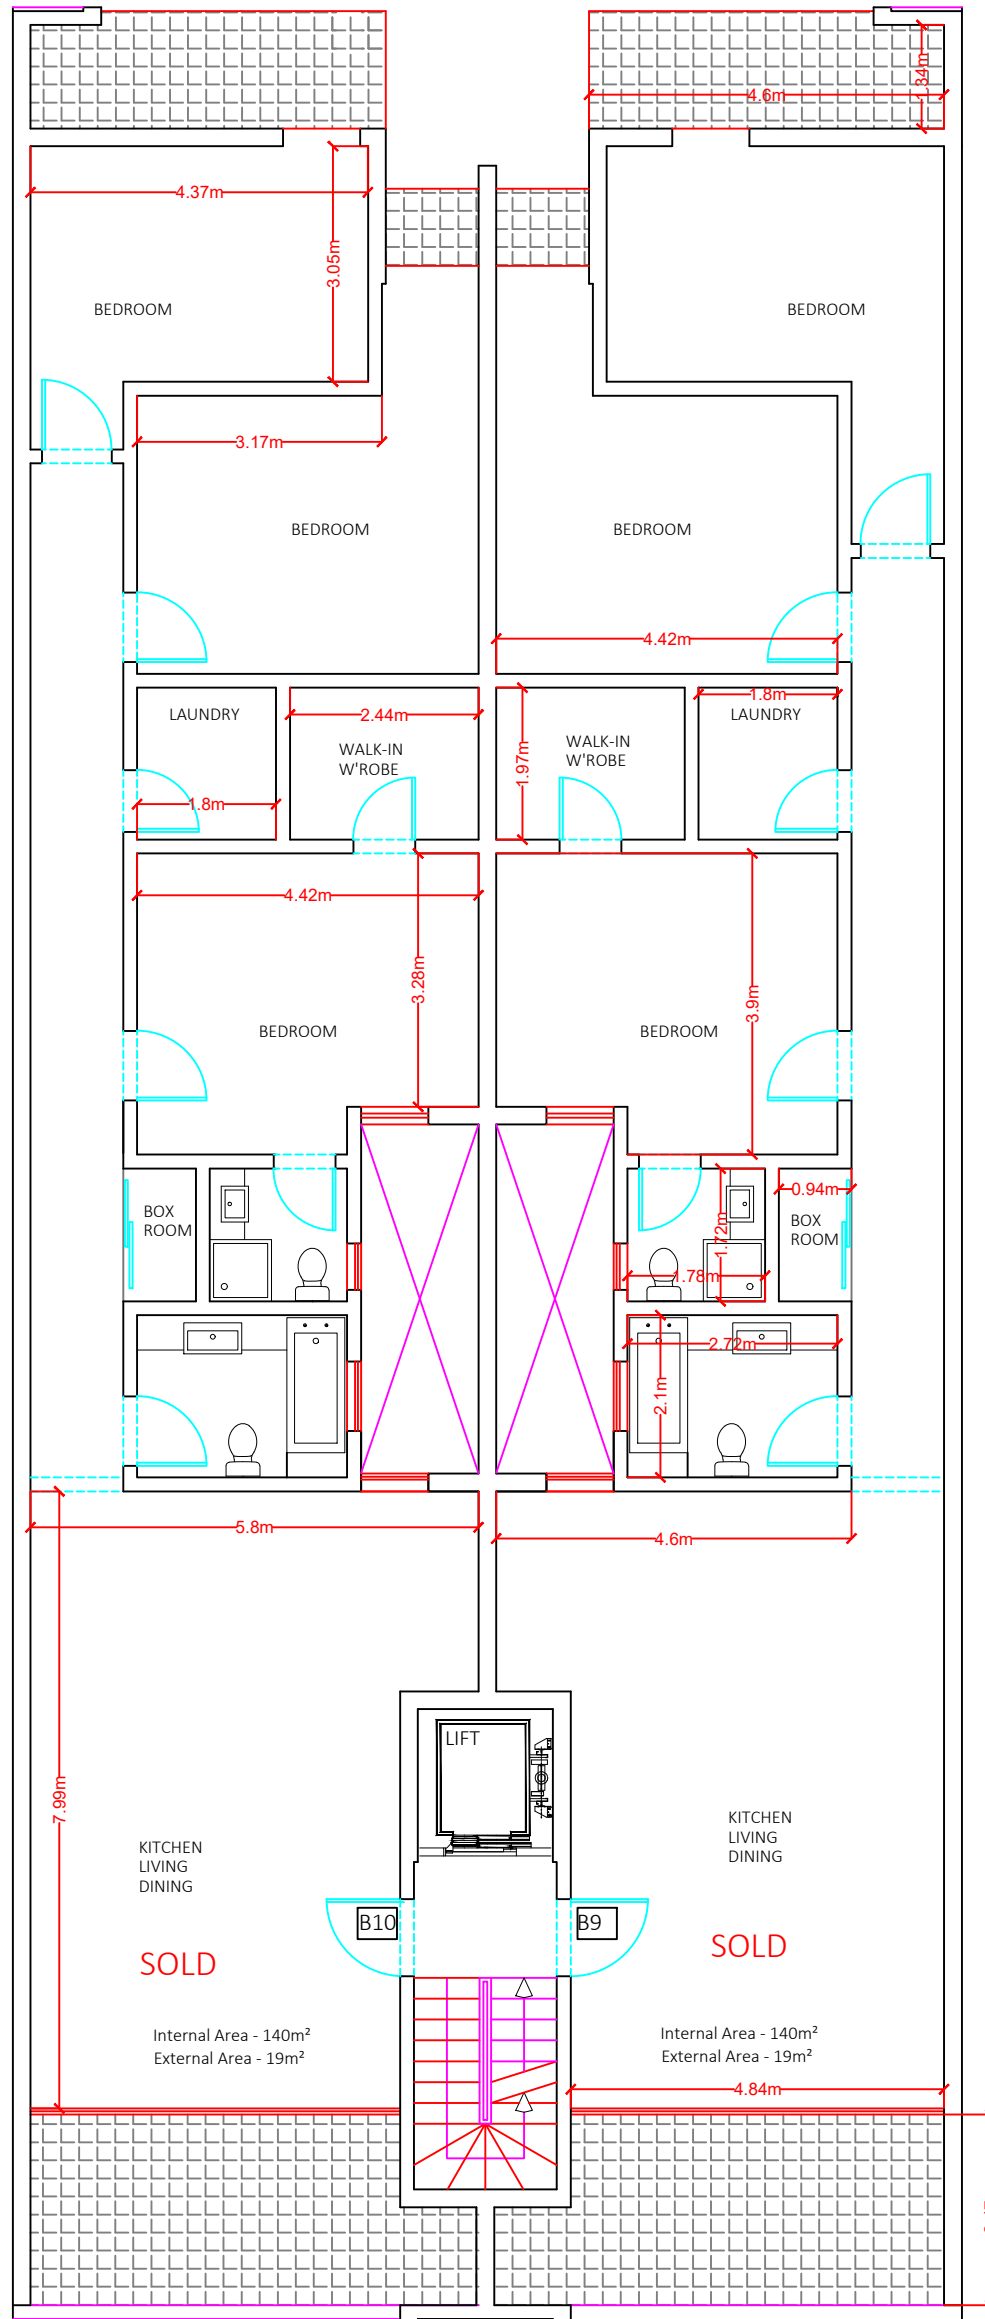 4.6m
1.34m
4.37m
3.05m
BEDROOM
BEDROOM
3.17m
BEDROOM
BEDROOM
4.42m
LAUNDRY
2.44m
WALK-IN
W'ROBE
1.8m
1.97m
WALK-IN
W'ROBE
1.8m
LAUNDRY
4.42m
3.28m
3.9m
BEDROOM
BEDROOM
BOX
ROOM
1.72m
1.78m
0.94m
BOX
ROOM
2.72m
2.1m
5.8m
4.6m
LIFT
7.99m
KITCHEN
LIVING
DINING
KITCHEN
LIVING
DINING
B10
B9
SOLD
SOLD
Internal Area - 140m²
External Area - 19m²
Internal Area - 140m²
External Area - 19m²
4.84m